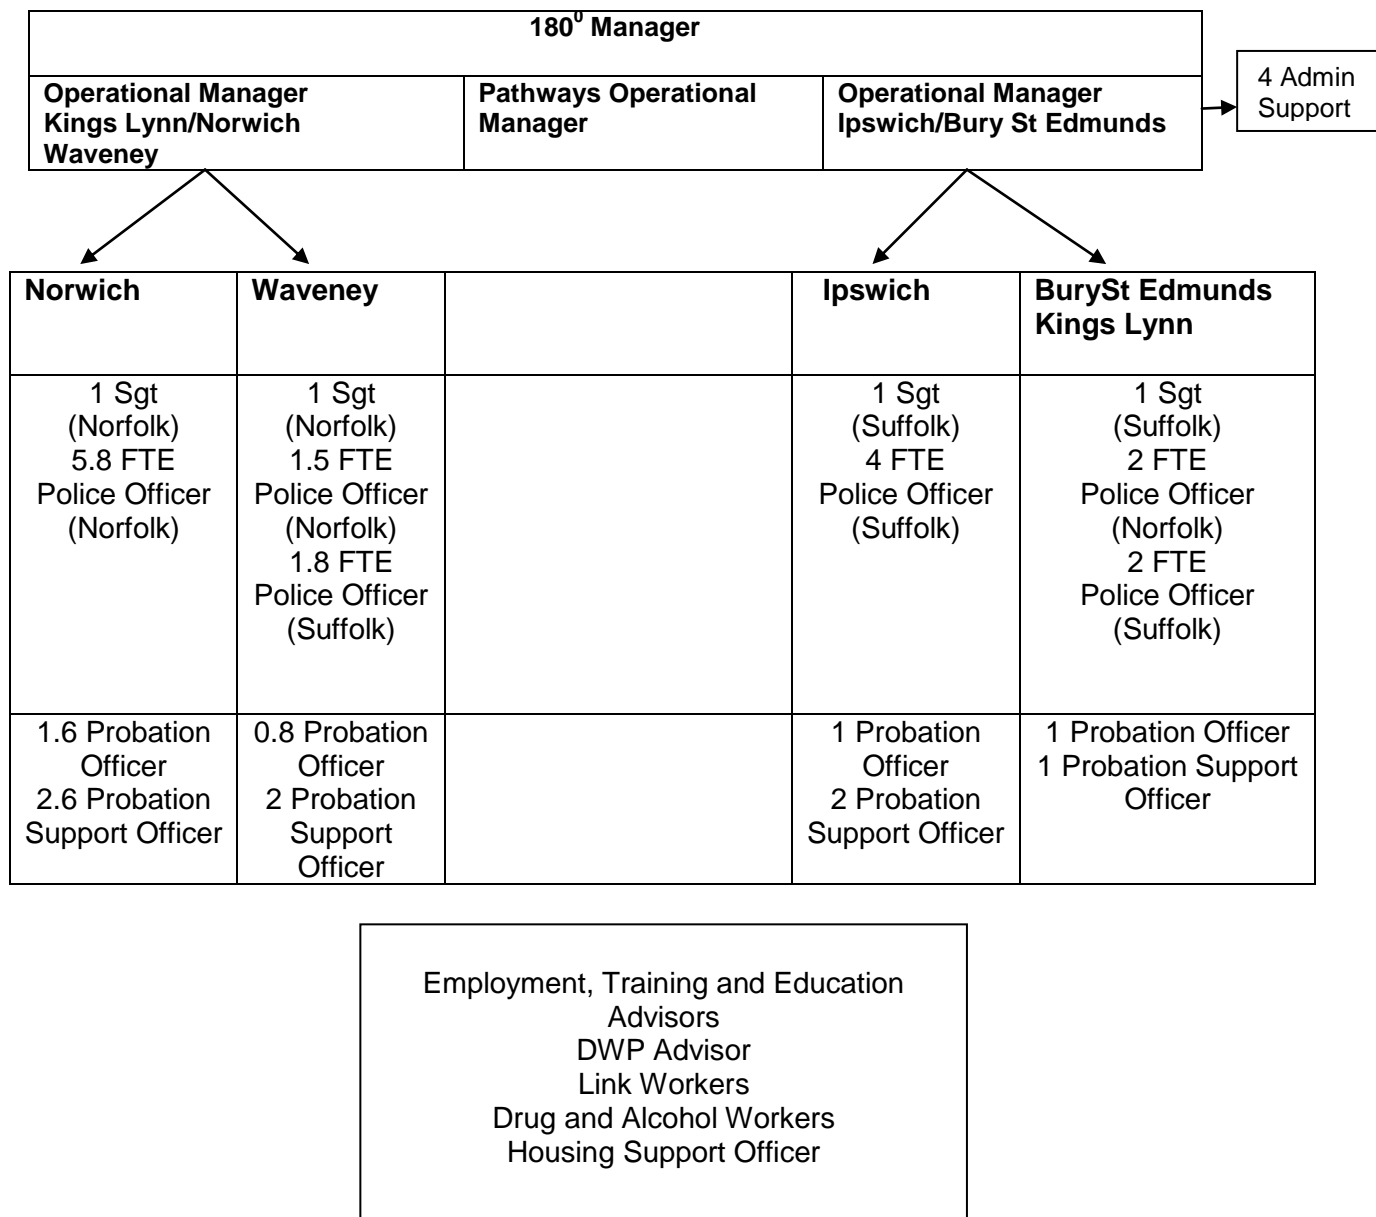 180⁰ Manager
Operational Manager
Kings Lynn/Norwich
Waveney
Pathways Operational
Manager
Operational Manager
Ipswich/Bury St Edmunds
4 Admin
Support
Norwich
Waveney
Ipswich
BurySt Edmunds
Kings Lynn
1 Sgt
(Norfolk)
5.8 FTE
Police Officer
(Norfolk)
1 Sgt
(Norfolk)
1.5 FTE
Police Officer
(Norfolk)
1.8 FTE
Police Officer
(Suffolk)
1 Sgt
(Suffolk)
4 FTE
Police Officer
(Suffolk)
1 Sgt
(Suffolk)
2 FTE
Police Officer
(Norfolk)
2 FTE
Police Officer
(Suffolk)
1.6 Probation
Officer
2.6 Probation
Support Officer
0.8 Probation
Officer
2 Probation
Support
Officer
1 Probation
Officer
2 Probation
Support Officer
1 Probation Officer
1 Probation Support
Officer
Employment, Training and Education
Advisors
DWP Advisor
Link Workers
Drug and Alcohol Workers
Housing Support Officer